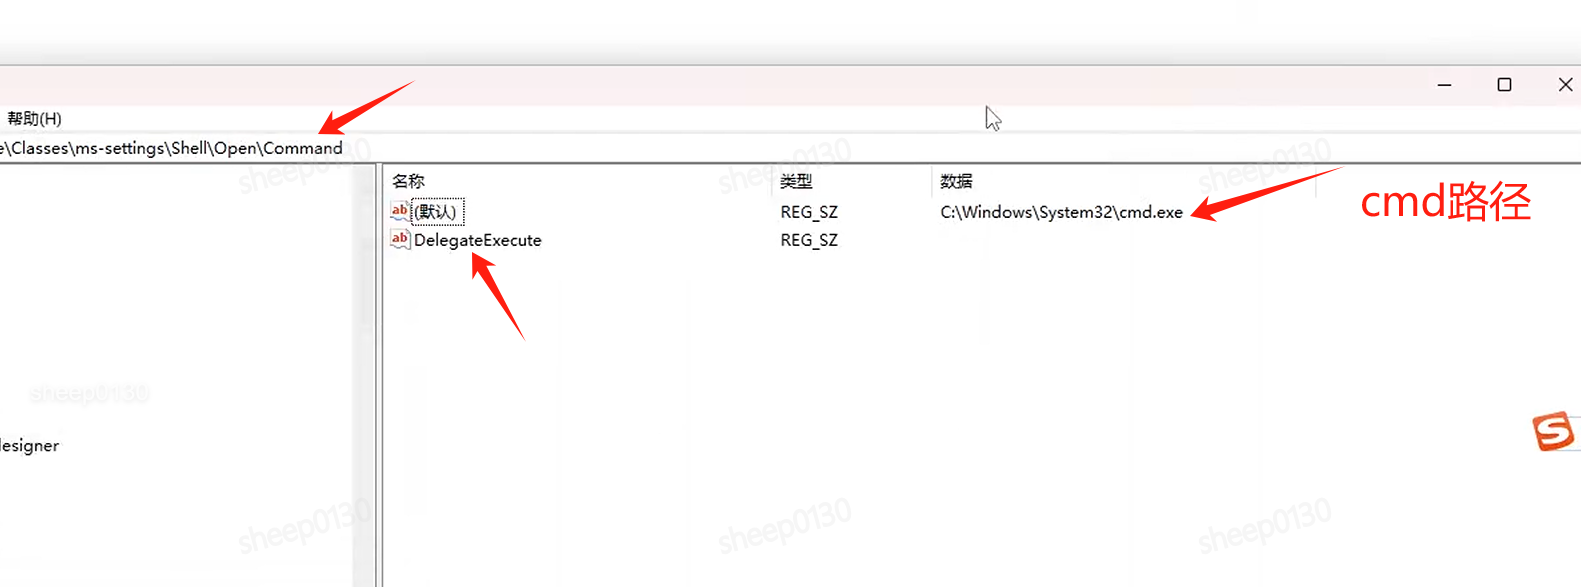 帮助(H)
e\Classes\ms-settings\Shell\Open\Command
名称 类型 数据
(默认) REG_SZ C:\Windows\System32\cmd.exe
cmd路径
DelegateExecute REG_SZ
esigner
sheep0130
sheep0130
sheep0130
sheep0130
sheep0130
sheep0130
sheep0130